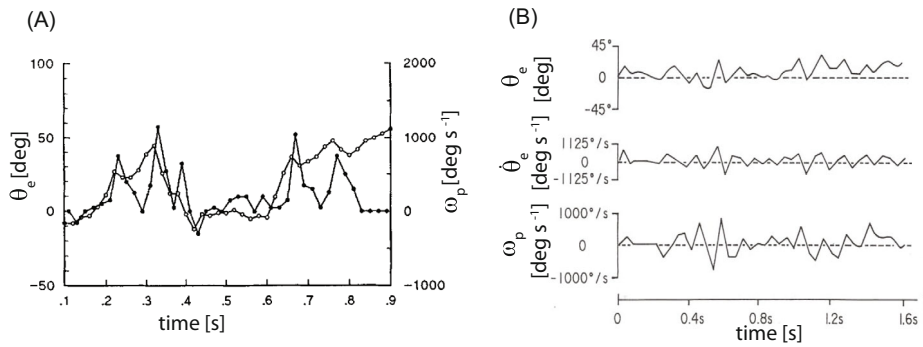 (A)
100
50
0
-50
θe [deg]
2000
1000
0
-1000
ωp [deg s-1]
.1 .2 .3 .4 .5 .6 .7 .8 .9
time [s]
(B)
45°
0
-45°
θe [deg]
1125°/s
0
-1125°/s
θ̇e [deg s-1]
1000°/s
0
-1000°/s
ωp [deg s-1]
0 0.4s 0.8s 1.2s 1.6s
time [s]